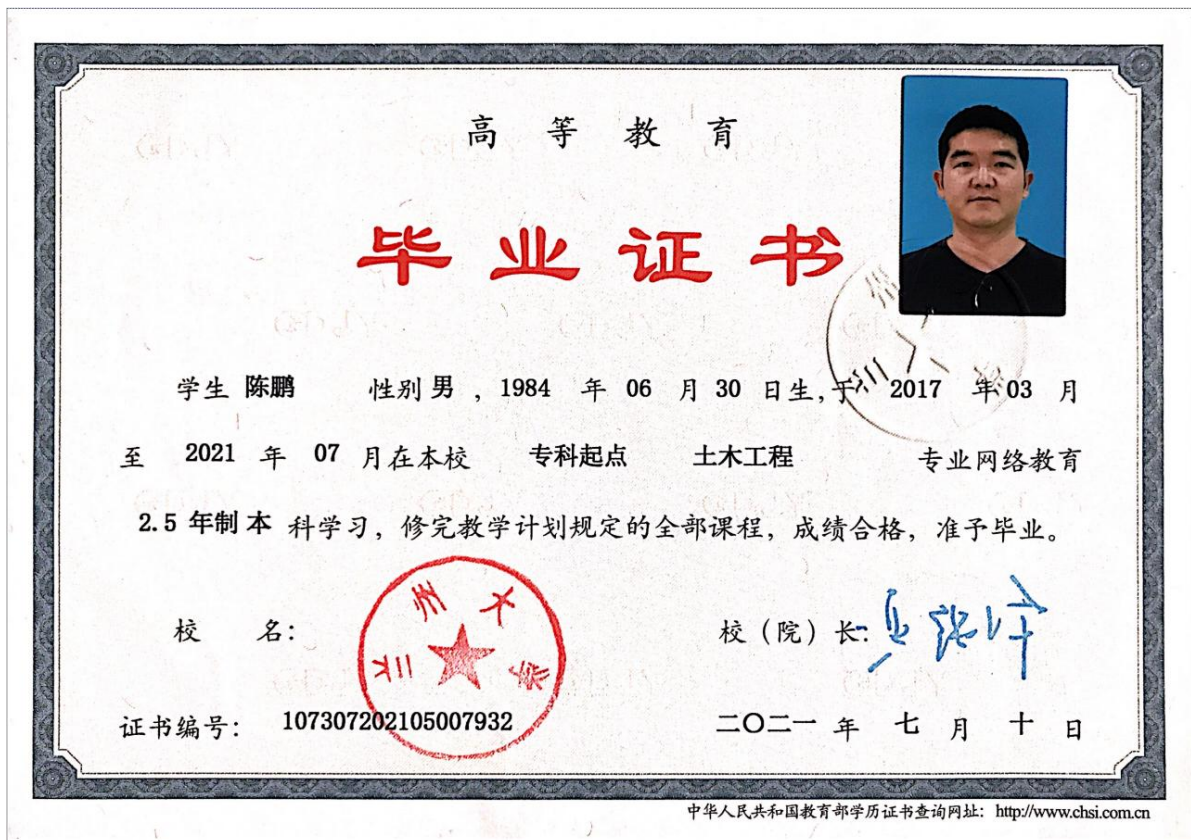 高等教育
毕业证书
学生 陈鹏 性别 男 , 1984 年 06 月 30 日生, 于 2017 年 03 月
至 2021 年 07 月在本校 专科起点 土木工程 专业网络教育
2.5 年制 本 科学习, 修完教学计划规定的全部课程, 成绩合格, 准予毕业。
兰州大学
校 名: 校(院)长:
证书编号: 107307202105007932 二〇二一 年 七 月 十 日
中华人民共和国教育部学历证书查询网址: http://www.chsi.com.cn